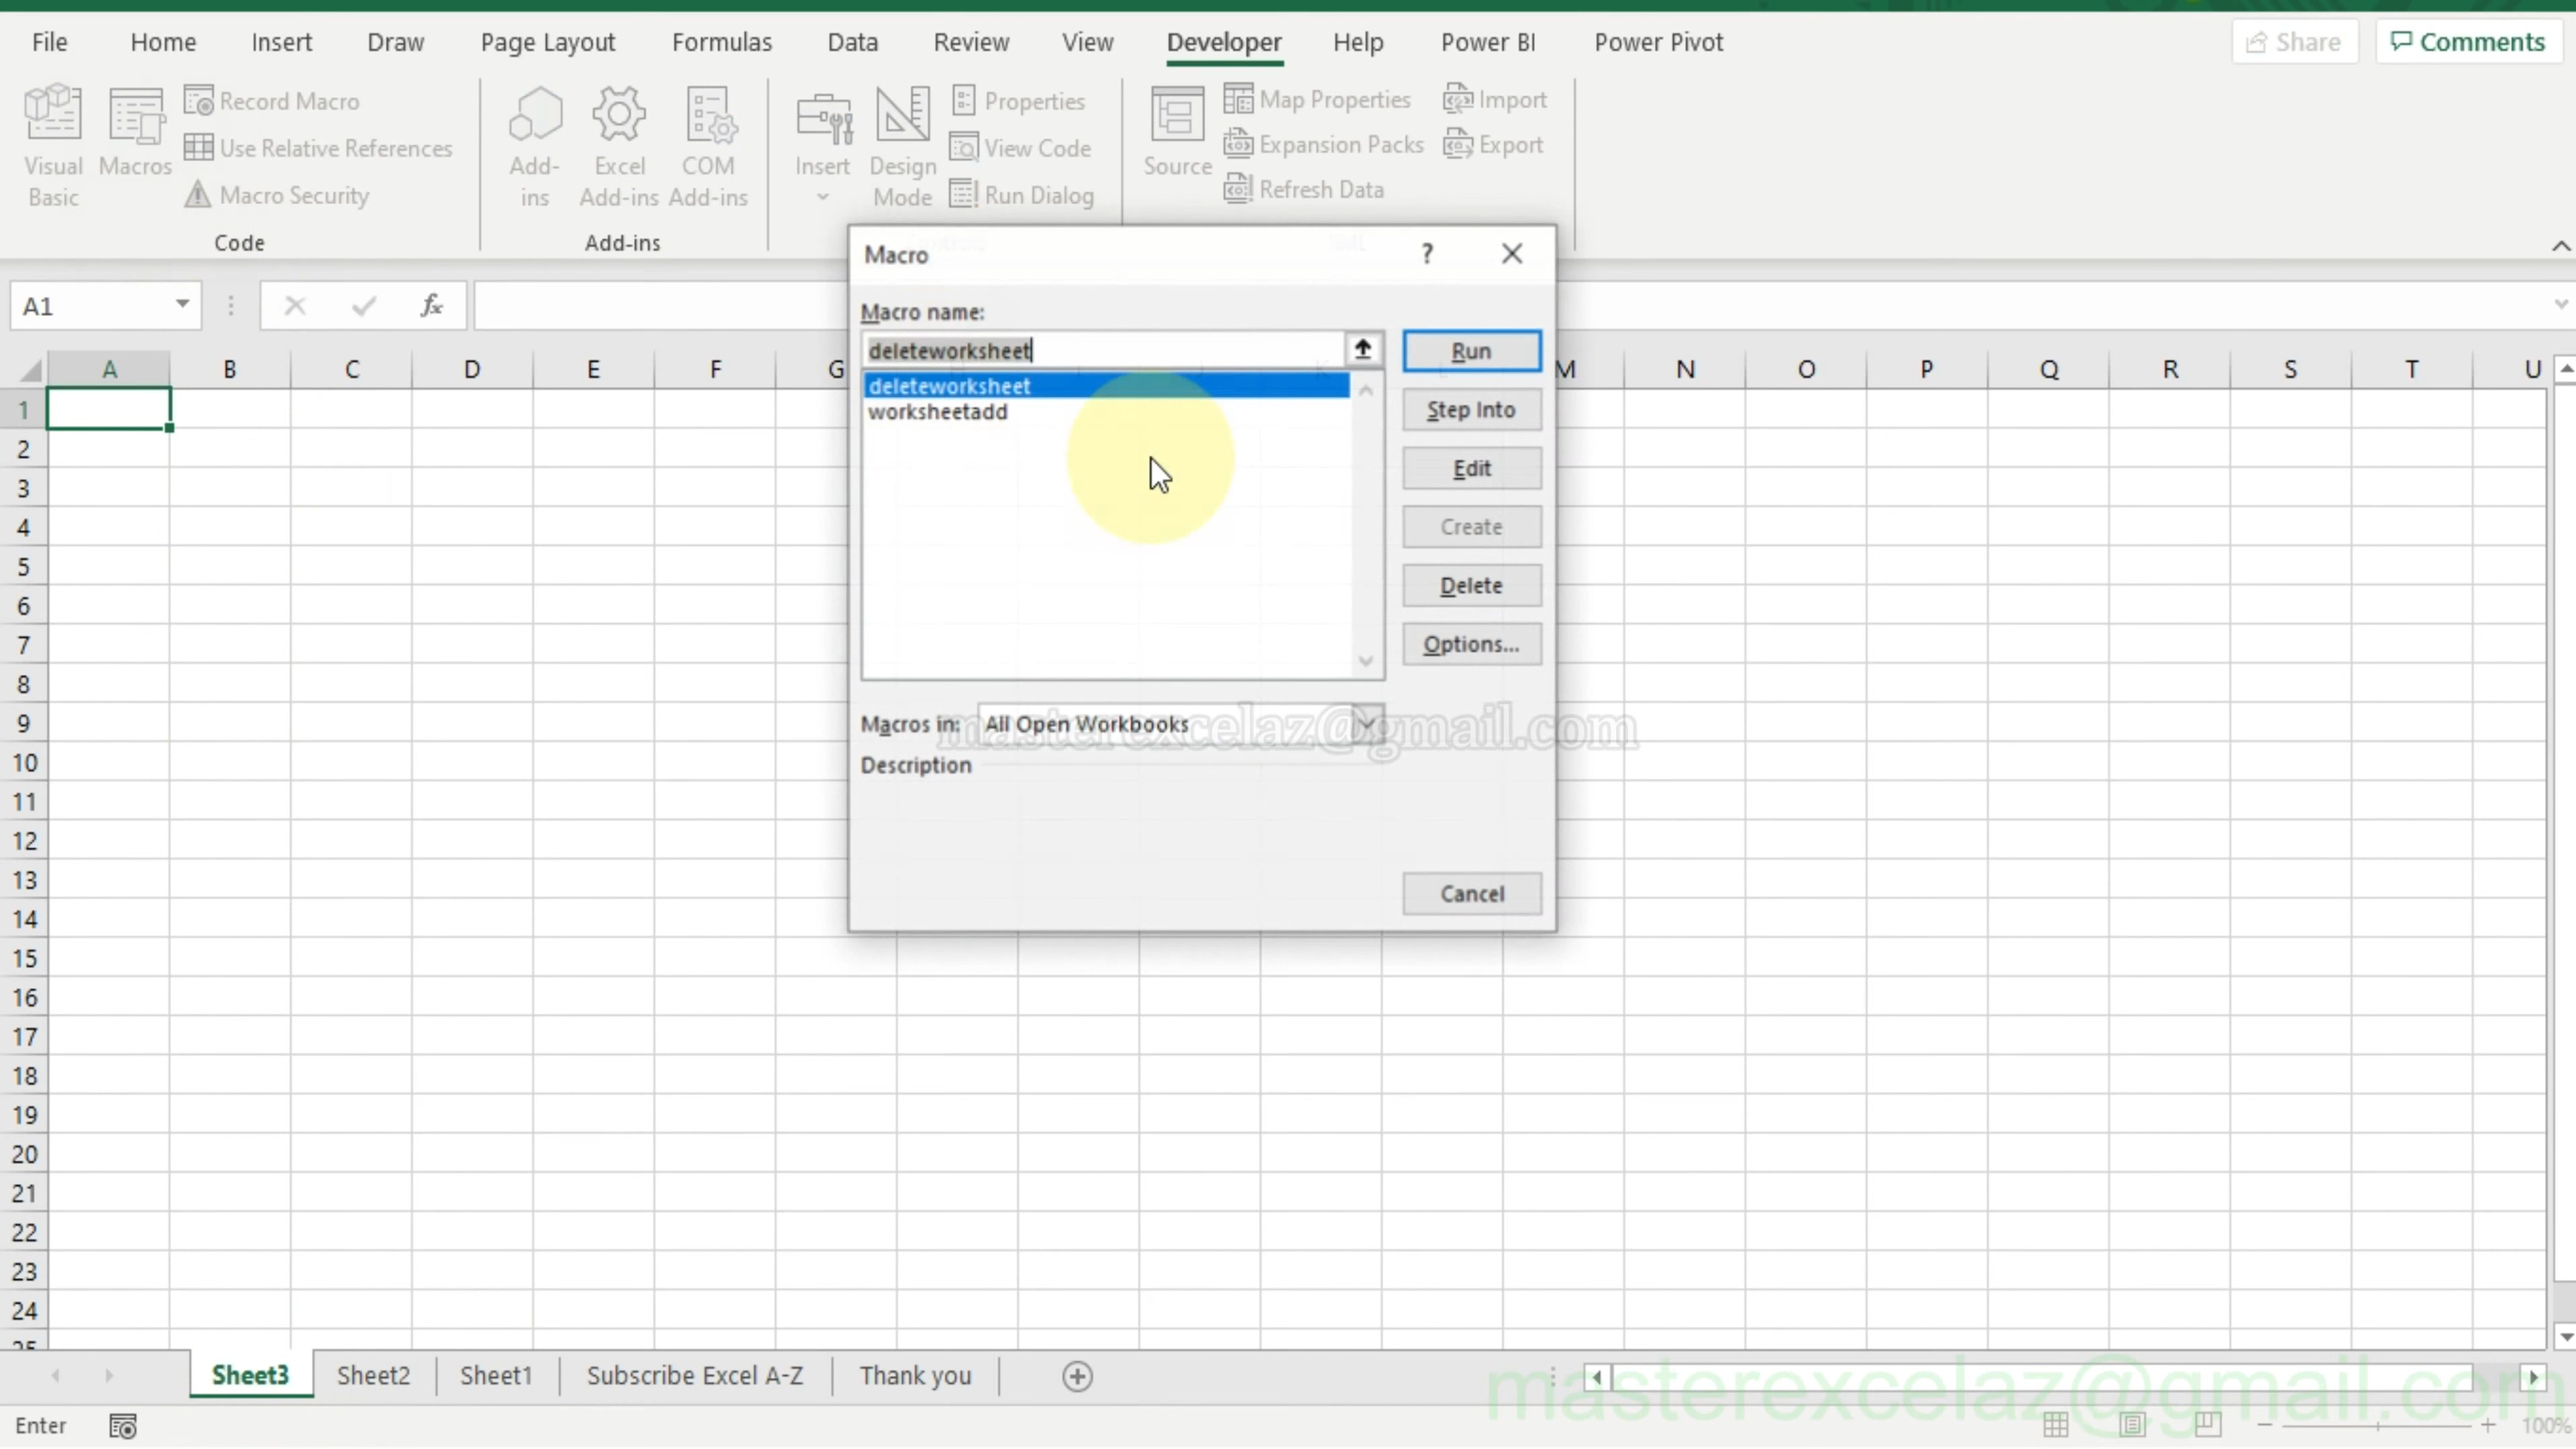 File Home Insert Draw Page Layout Formulas Data Review View Developer Help Power BI Power Pivot Share Comments
Visual Basic
Macros
Record Macro
Use Relative References
Macro Security
Code
Add-ins
Excel Add-ins
COM Add-ins
Add-ins
Insert
Design Mode
Properties
View Code
Run Dialog
Source
Map Properties
Expansion Packs
Refresh Data
Import
Export
A1
fx
Macro ?
Macro name:
deleteworksheet
deleteworksheet
worksheetadd
Run
Step Into
Edit
Create
Delete
Options...
Macros in: All Open Workbooks
masterexcelaz@gmail.com
Description
Cancel
A B C D E F G M N O P Q R S T U
1
2
3
4
5
6
7
8
9
10
11
12
13
14
15
16
17
18
19
20
21
22
23
24
25
Sheet3 Sheet2 Sheet1 Subscribe Excel A-Z Thank you
masterexcelaz@gmail.com
Enter
100%